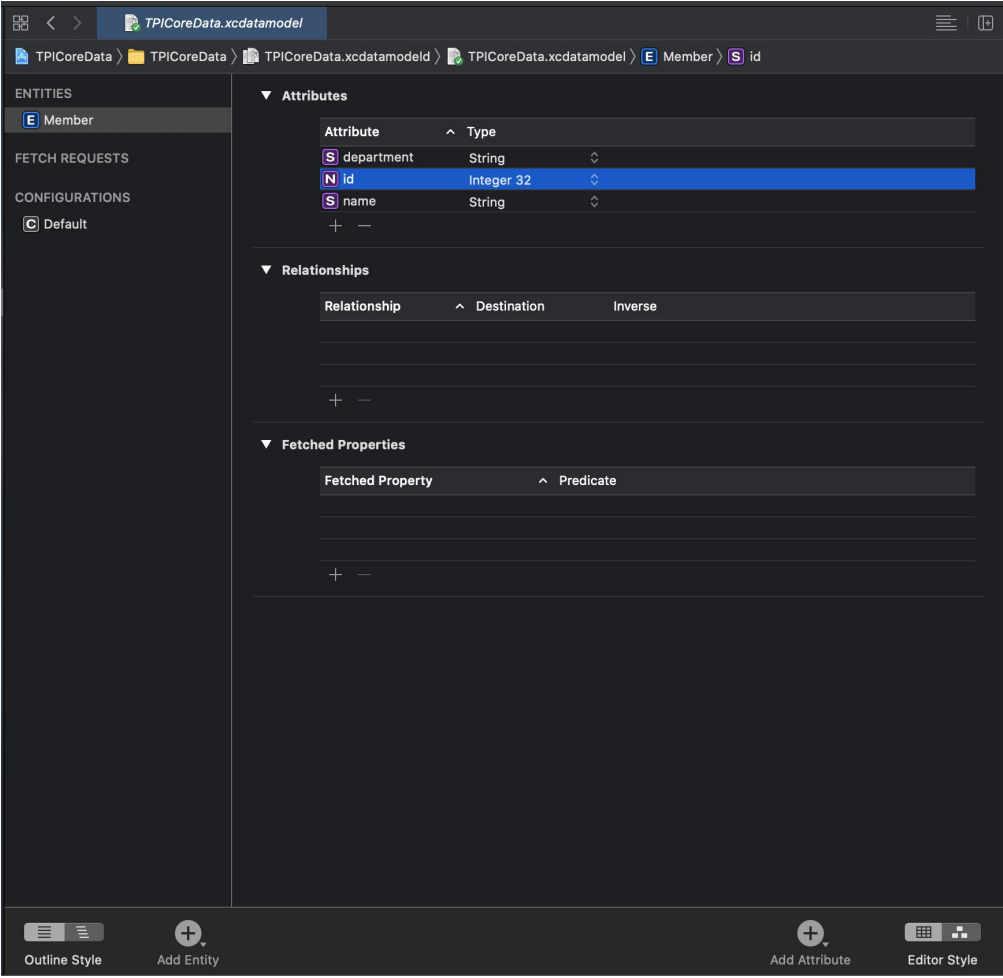 TPICoreData.xcdatamodel
TPICoreData TPICoreData TPICoreData.xcdatamodeld TPICoreData.xcdatamodel E Member S id
ENTITIES
E Member
FETCH REQUESTS
CONFIGURATIONS
C Default
Attributes
Attribute Type
S department String
N id Integer 32
S name String
Relationships
Relationship Destination Inverse
Fetched Properties
Fetched Property Predicate
Outline Style Add Entity Add Attribute Editor Style